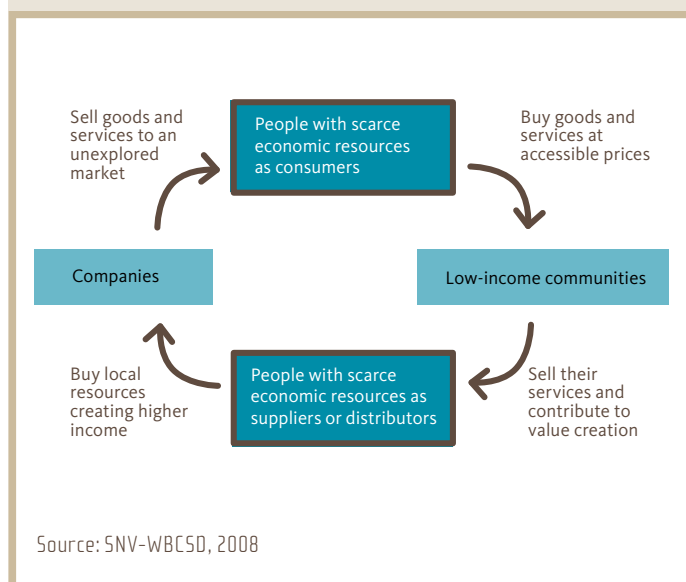 Sell goods and
services to an
unexplored
market
People with scarce
economic resources
as consumers
Buy goods and
services at
accessible prices
Companies
Low-income communities
Buy local
resources
creating higher
income
People with scarce
economic resources as
suppliers or distributors
Sell their
services and
contribute to
value creation
Source: SNV-WBCSD, 2008